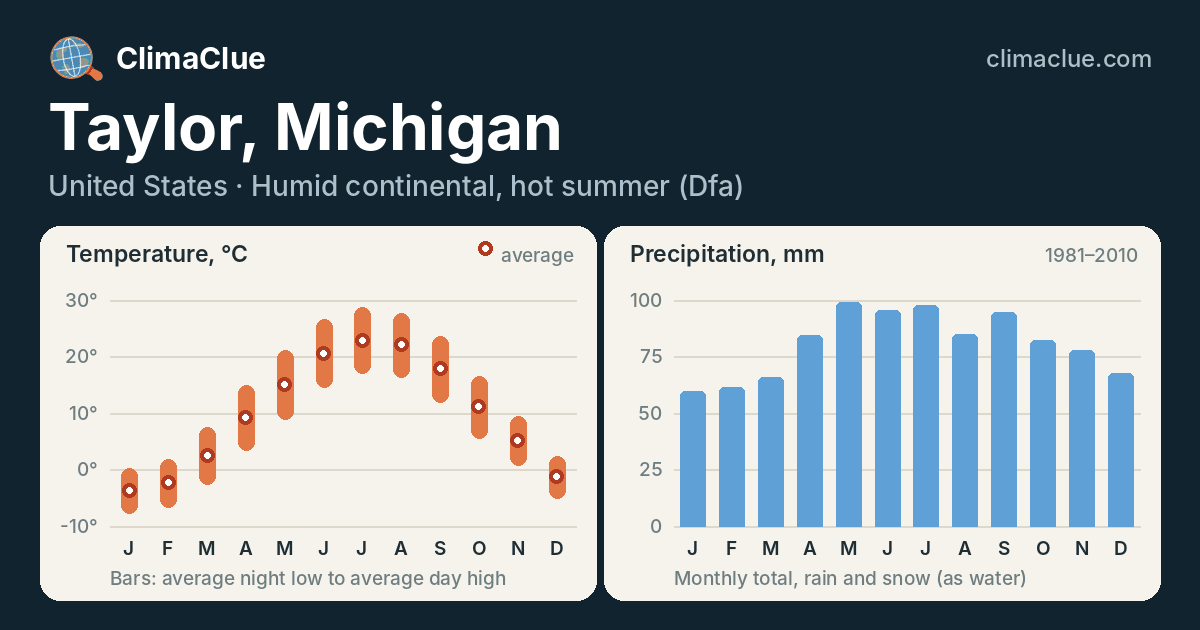 ClimaClue
climaclue.com
Taylor, Michigan
United States · Humid continental, hot summer (Dfa)
Temperature, °C
average
30°
20°
10°
0°
-10°
J F M A M J J A S O N D
Bars: average night low to average day high
Precipitation, mm
1981–2010
100
75
50
25
0
J F M A M J J A S O N D
Monthly total, rain and snow (as water)